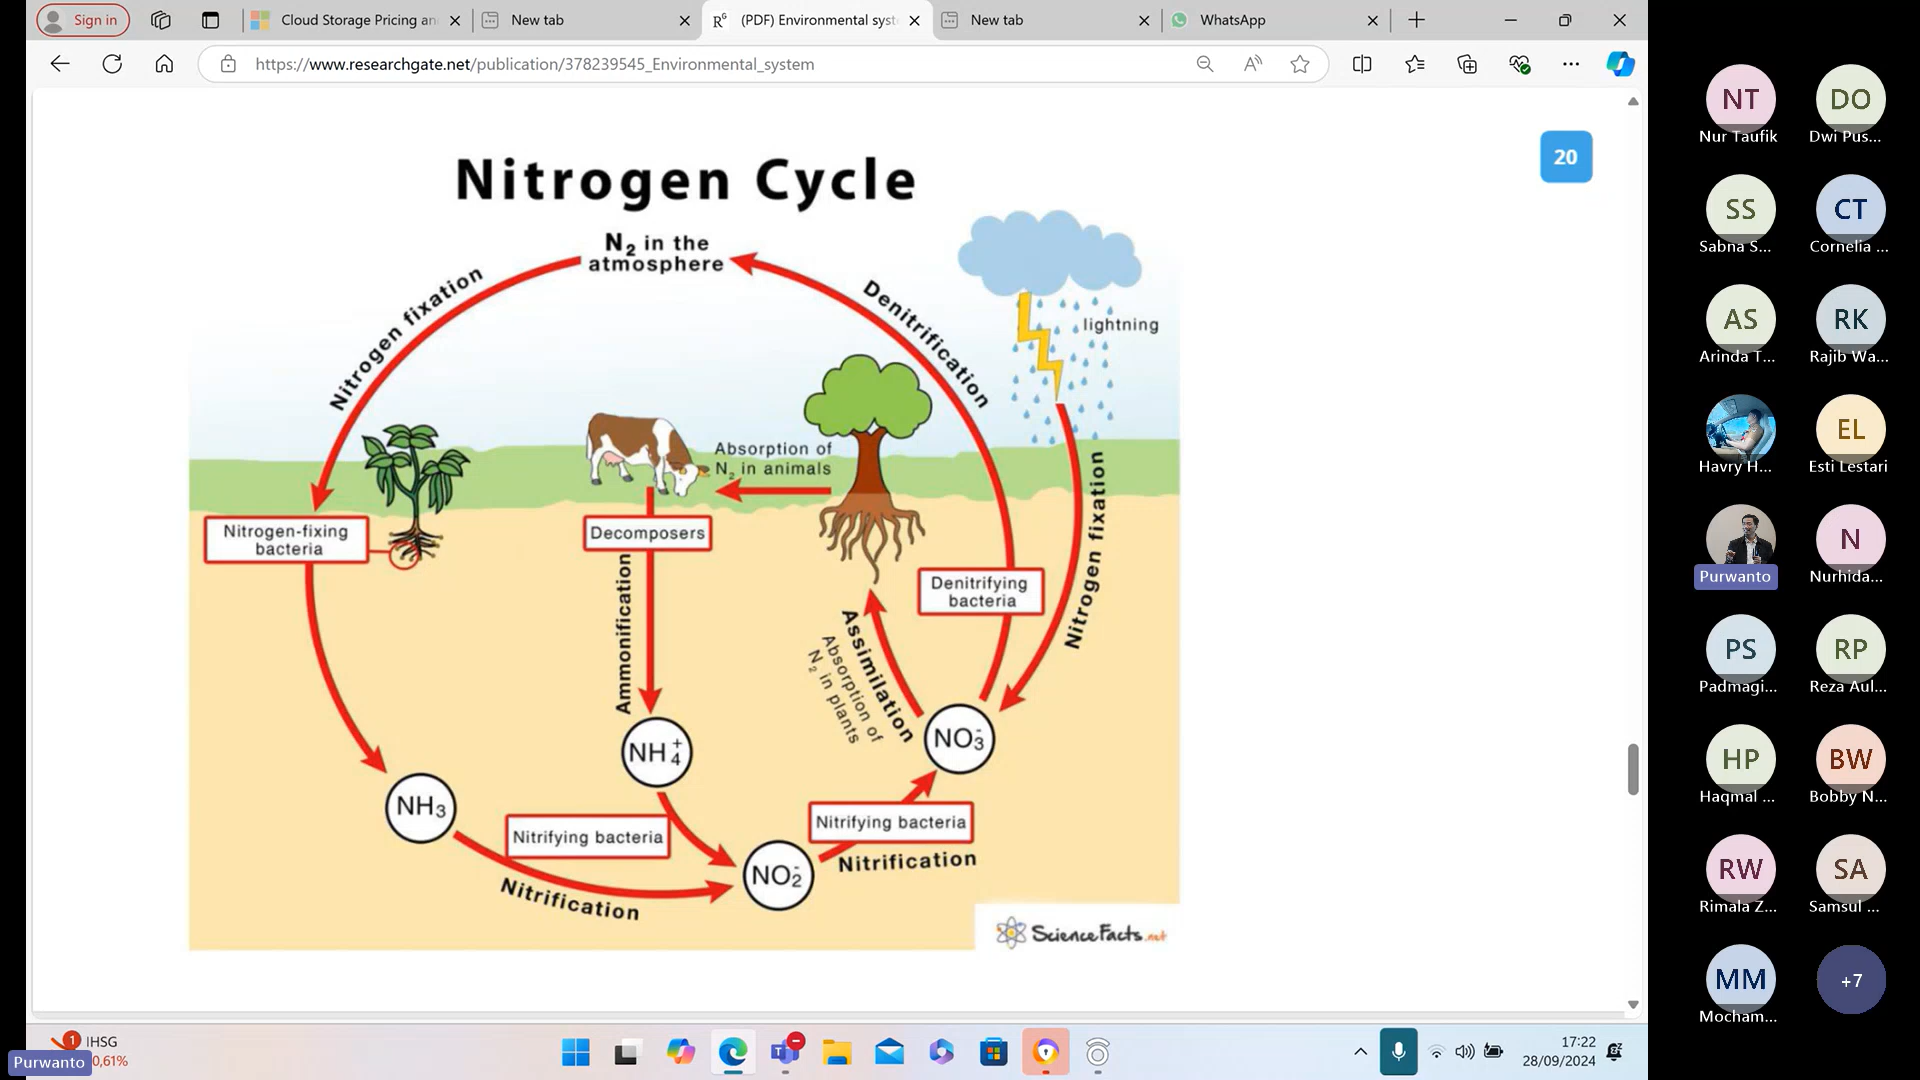 Sign in
Cloud Storage Pricing an
New tab
(PDF) Environmental syst
New tab
WhatsApp
https://www.researchgate.net/publication/378239545_Environmental_system
20
Nitrogen Cycle
N₂ in the
atmosphere
Nitrogen fixation
Denitrification
lightning
Absorption of
N₂ in animals
Nitrogen-fixing
bacteria
Decomposers
Denitrifying
bacteria
Nitrogen fixation
Ammonification
Assimilation
Absorption of
N₂ in plants
NH₄⁺
NO₃⁻
NH₃
Nitrifying bacteria
Nitrifying bacteria
NO₂⁻
Nitrification
Nitrification
ScienceFacts.net
NT
Nur Taufik
DO
Dwi Pus...
SS
Sabna S...
CT
Cornelia ...
AS
Arinda T...
RK
Rajib Wa...
Havry H...
EL
Esti Lestari
Purwanto
N
Nurhida...
PS
Padmagi...
RP
Reza Aul...
HP
Haqmal ...
BW
Bobby N...
RW
Rimala Z...
SA
Samsul ...
MM
Mocham...
+7
1
IHSG
0,61%
Purwanto
17:22
28/09/2024